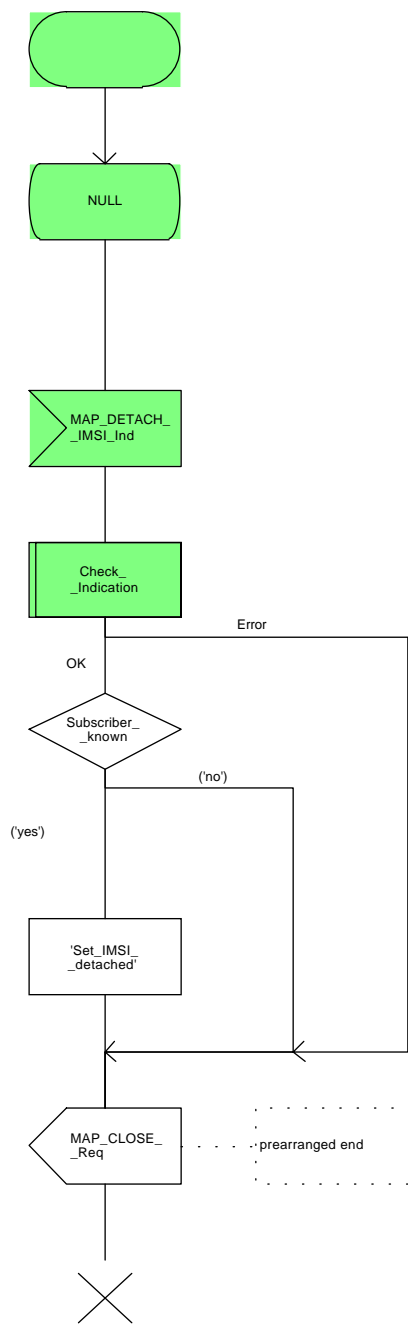 NULL
MAP_DETACH_
_IMSI_Ind
Check_
_Indication
Error
OK
Subscriber_
_known
('no')
('yes')
'Set_IMSI_
_detached'
MAP_CLOSE_
_Req
prearranged end